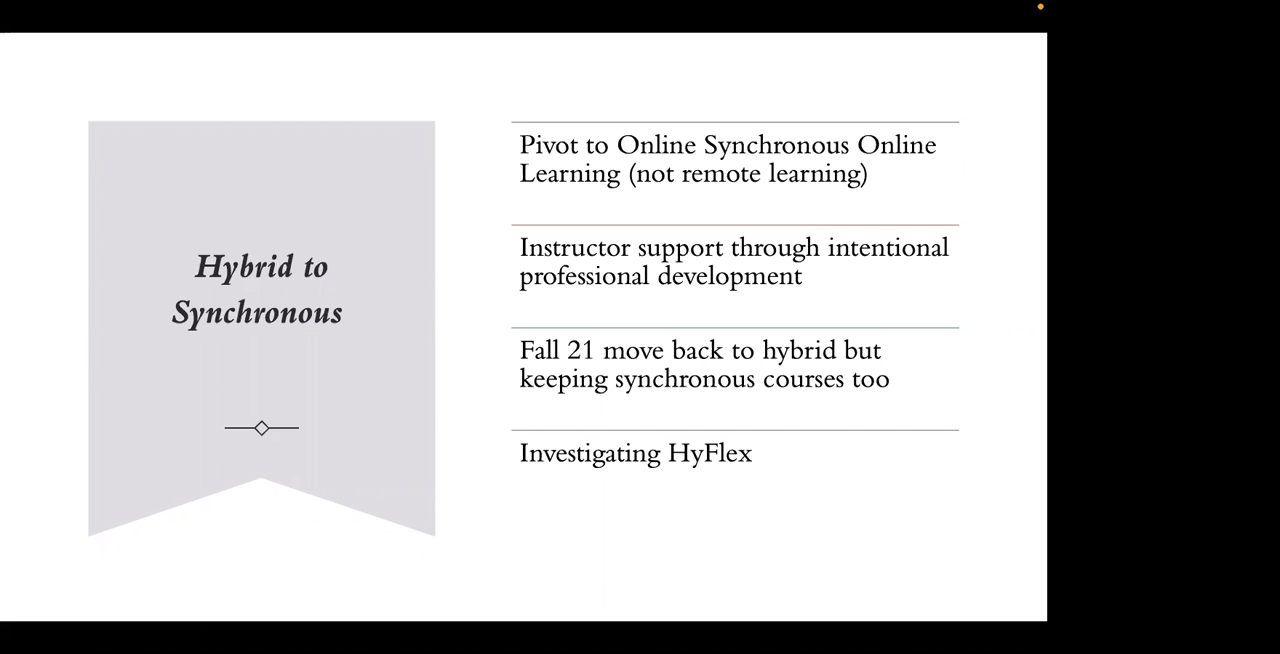 Hybrid to
Synchronous
Pivot to Online Synchronous Online
Learning (not remote learning)
Instructor support through intentional
professional development
Fall 21 move back to hybrid but
keeping synchronous courses too
Investigating HyFlex